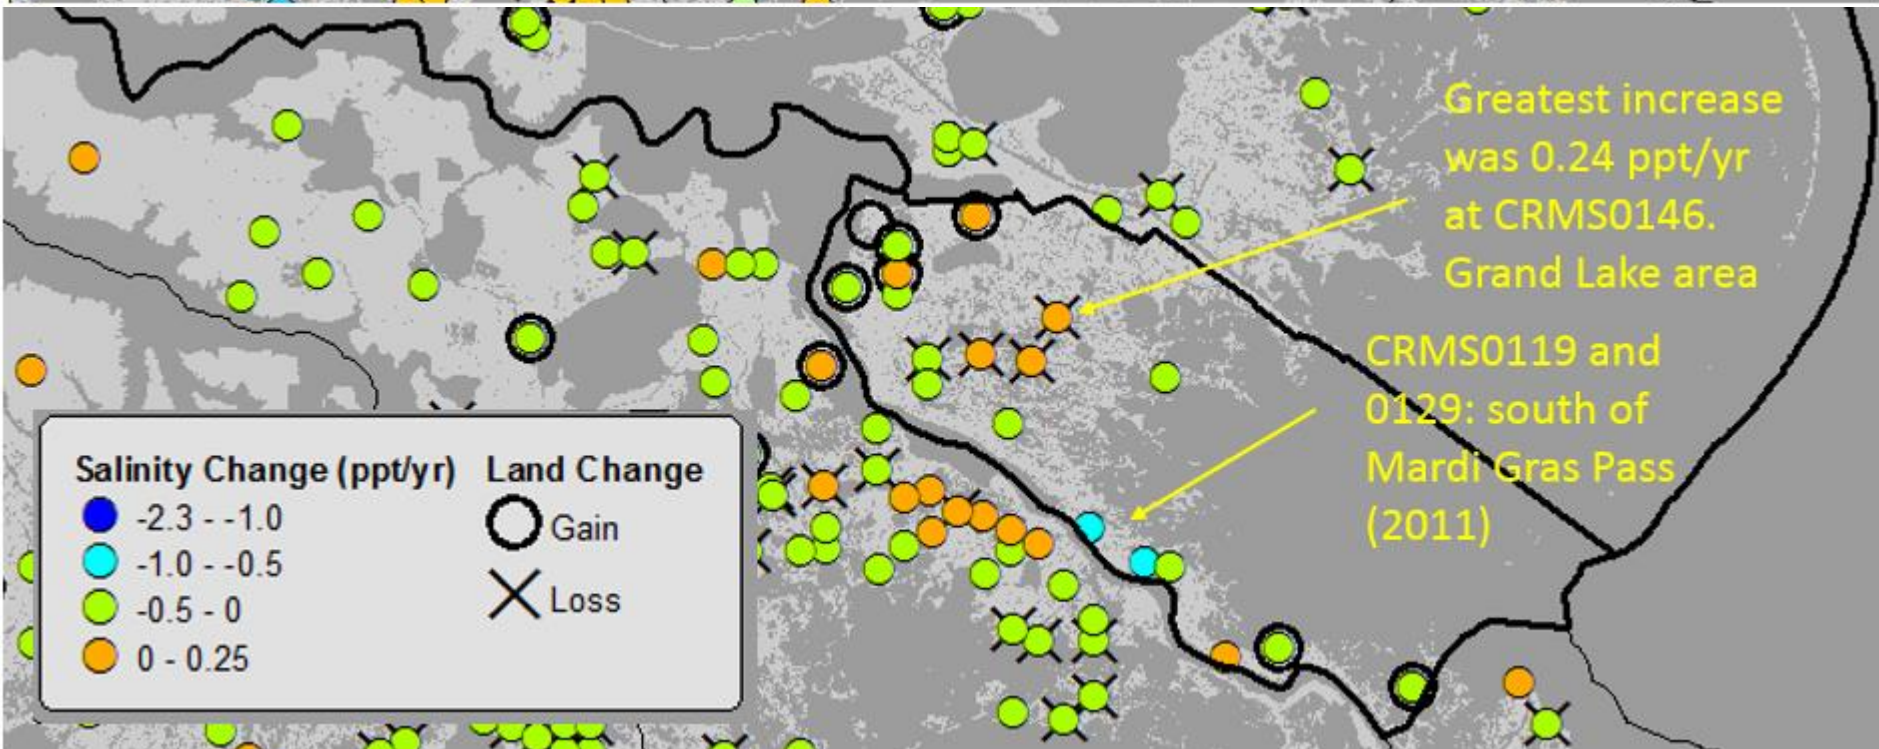 Greatest increase
was 0.24 ppt/yr
at CRMS0146.
Grand Lake area
CRMS0119 and
0129: south of
Mardi Gras Pass
(2011)
Salinity Change (ppt/yr)
-2.3 - -1.0
-1.0 - -0.5
-0.5 - 0
0 - 0.25
Land Change
Gain
Loss